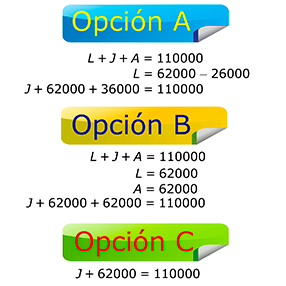 Opción A
L + J + A = 110000
L = 62000 – 26000
J + 62000 + 36000 = 110000
Opción B
L + J + A = 110000
L = 62000
A = 62000
J + 62000 + 62000 = 110000
Opción C
J + 62000 = 110000